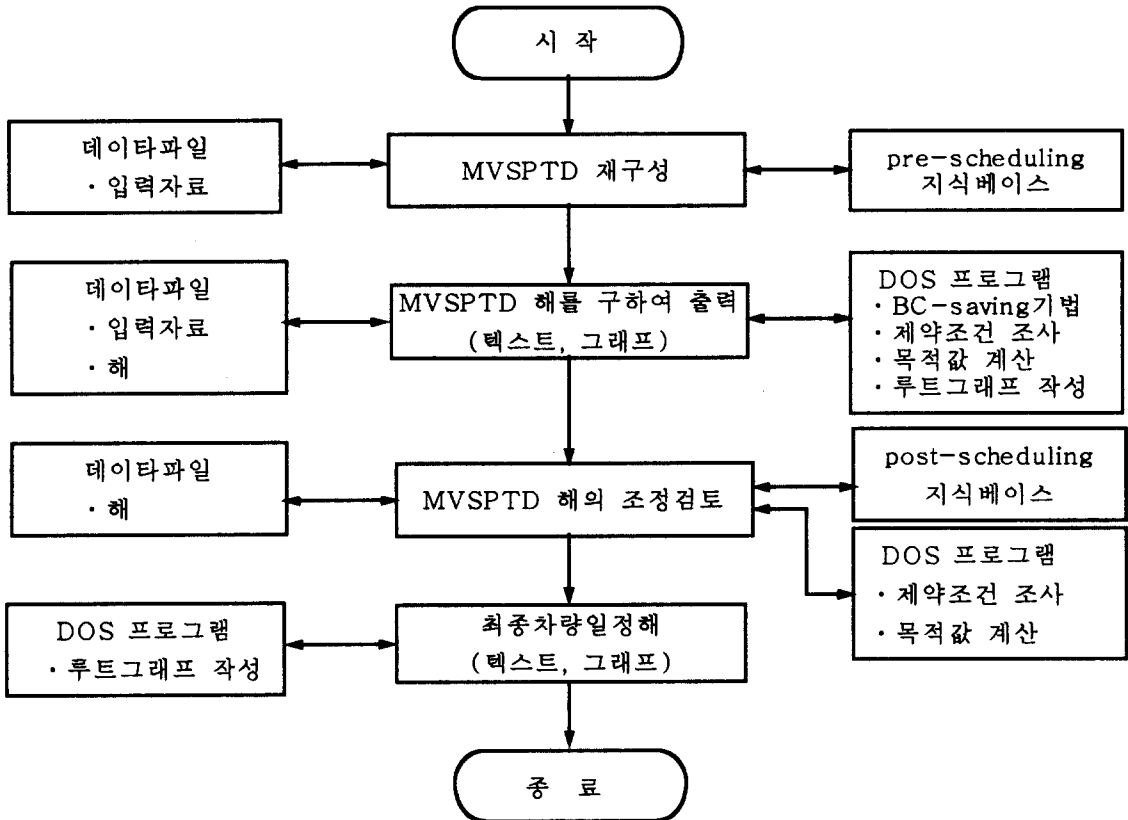 시 작
데이타파일
· 입력자료
MVSPTD 재구성
pre-scheduling
지식베이스
데이타파일
· 입력자료
· 해
MVSPTD 해를 구하여 출력
(텍스트, 그래프)
DOS 프로그램
· BC-saving기법
· 제약조건 조사
· 목적값 계산
· 루트그래프 작성
데이타파일
· 해
MVSPTD 해의 조정검토
post-scheduling
지식베이스
DOS 프로그램
· 제약조건 조사
· 목적값 계산
DOS 프로그램
· 루트그래프 작성
최종차량일정해
(텍스트, 그래프)
종 료